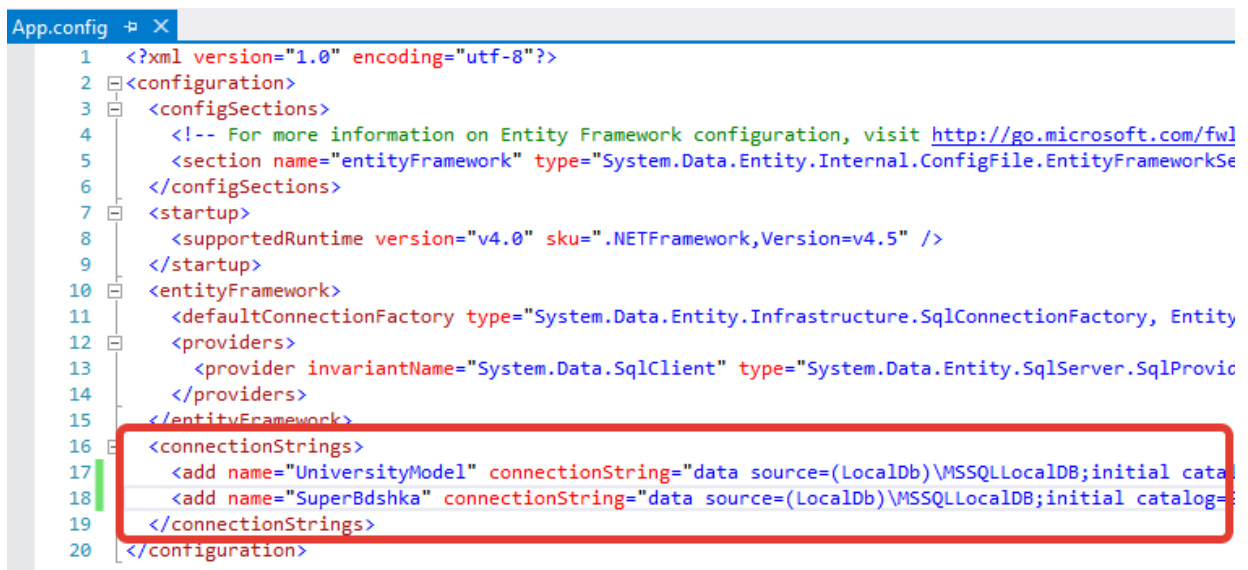 App.config
1 <?xml version="1.0" encoding="utf-8"?>
2 <configuration>
3 <configSections>
4 <!-- For more information on Entity Framework configuration, visit http://go.microsoft.com/fwl
5 <section name="entityFramework" type="System.Data.Entity.Internal.ConfigFile.EntityFrameworkSe
6 </configSections>
7 <startup>
8 <supportedRuntime version="v4.0" sku=".NETFramework,Version=v4.5" />
9 </startup>
10 <entityFramework>
11 <defaultConnectionFactory type="System.Data.Entity.Infrastructure.SqlConnectionFactory, Entity
12 <providers>
13 <provider invariantName="System.Data.SqlClient" type="System.Data.Entity.SqlServer.SqlProvid
14 </providers>
15 </entityFramework>
16 <connectionStrings>
17 <add name="UniversityModel" connectionString="data source=(LocalDb)\MSSQLLocalDB;initial catal
18 <add name="SuperBdshka" connectionString="data source=(LocalDb)\MSSQLLocalDB;initial catalog=
19 </connectionStrings>
20 </configuration>